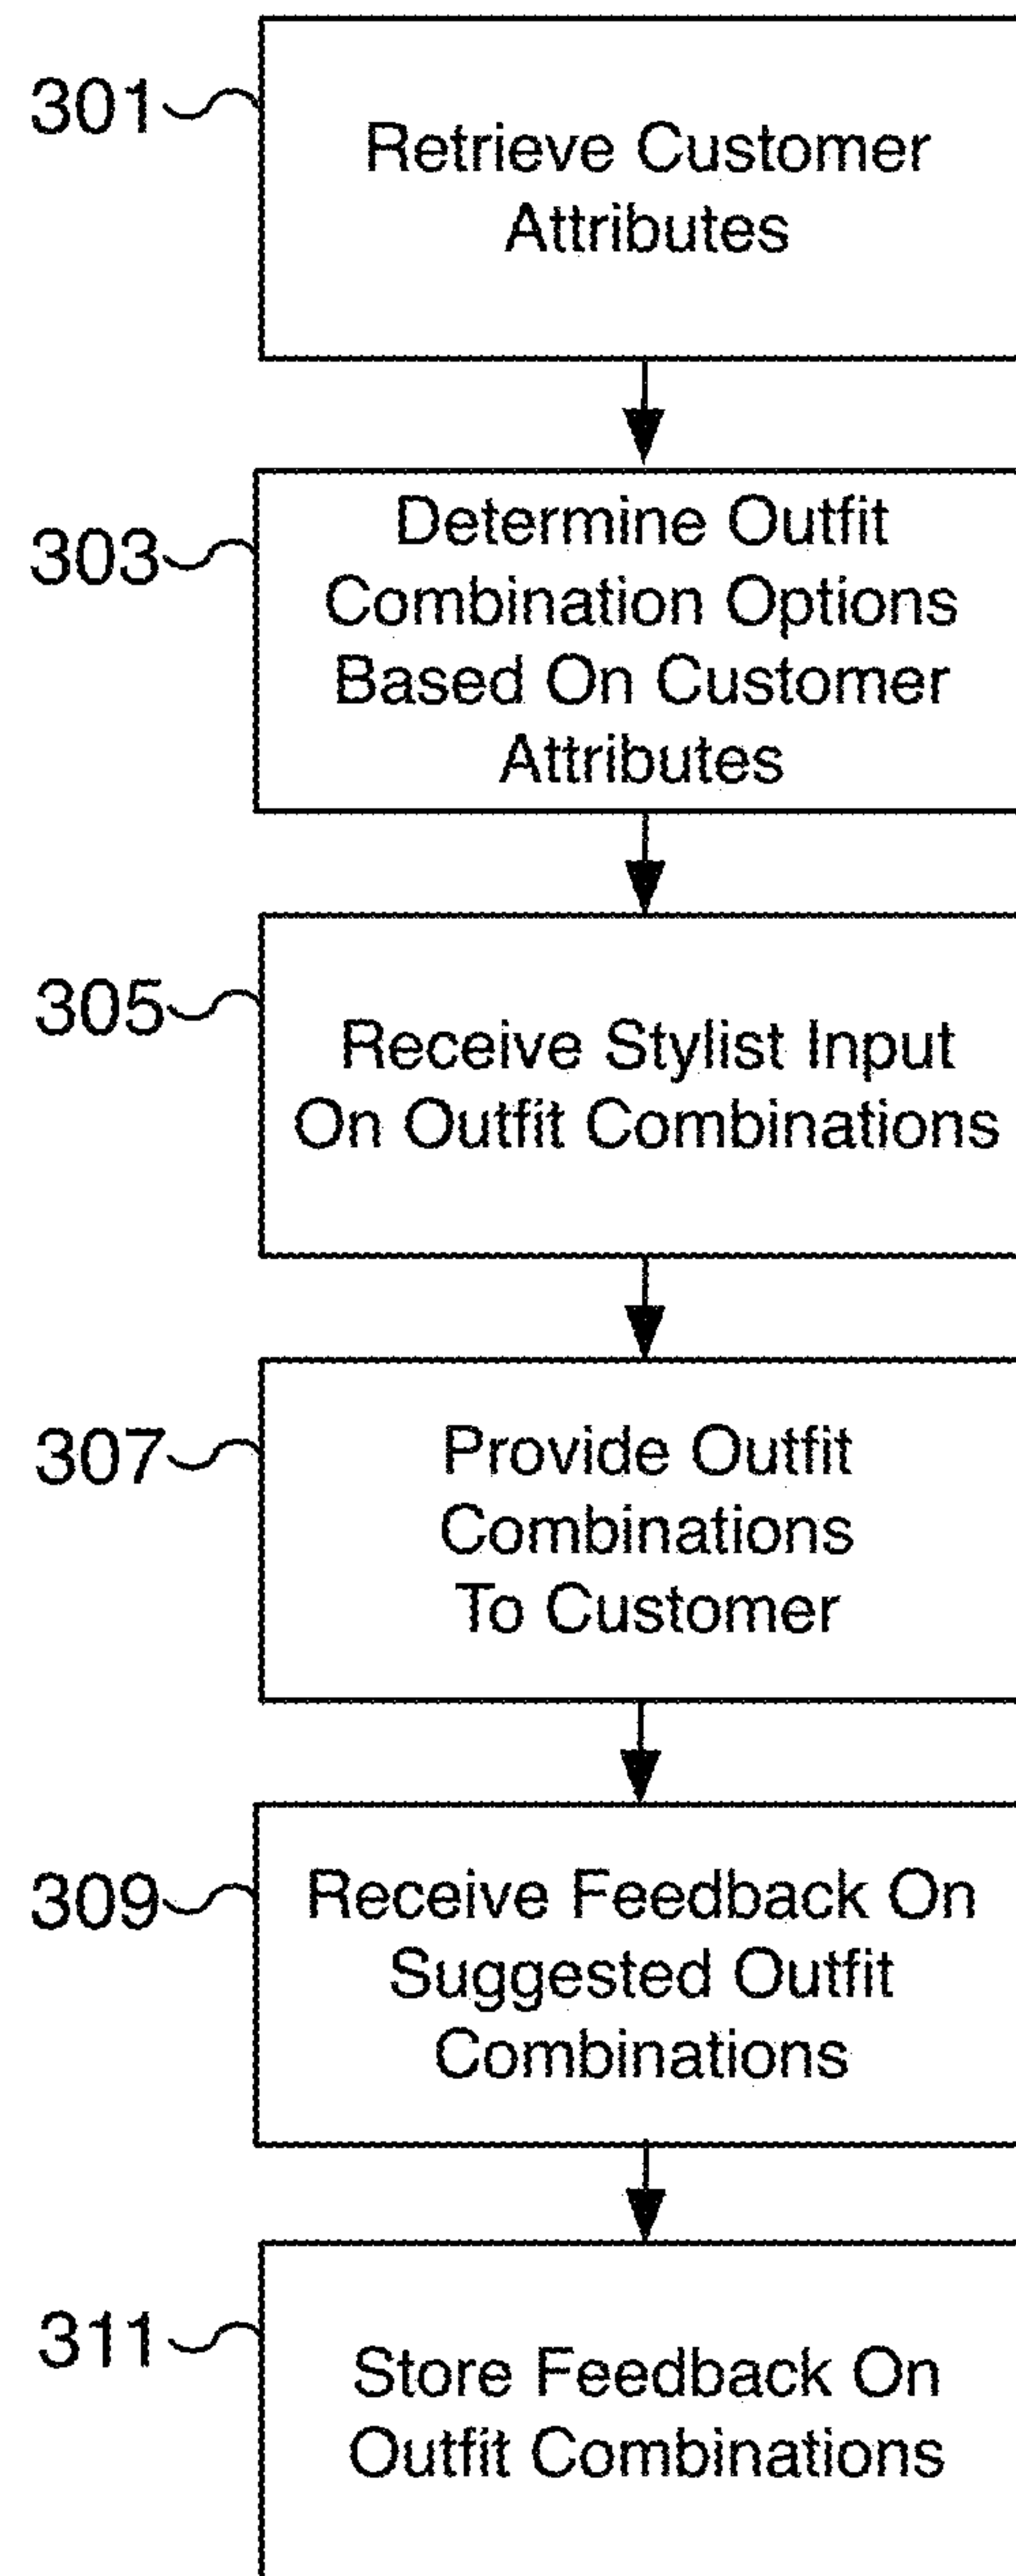 301
Retrieve Customer
Attributes
303
Determine Outfit
Combination Options
Based On Customer
Attributes
305
Receive Stylist Input
On Outfit Combinations
307
Provide Outfit
Combinations
To Customer
309
Receive Feedback On
Suggested Outfit
Combinations
311
Store Feedback On
Outfit Combinations